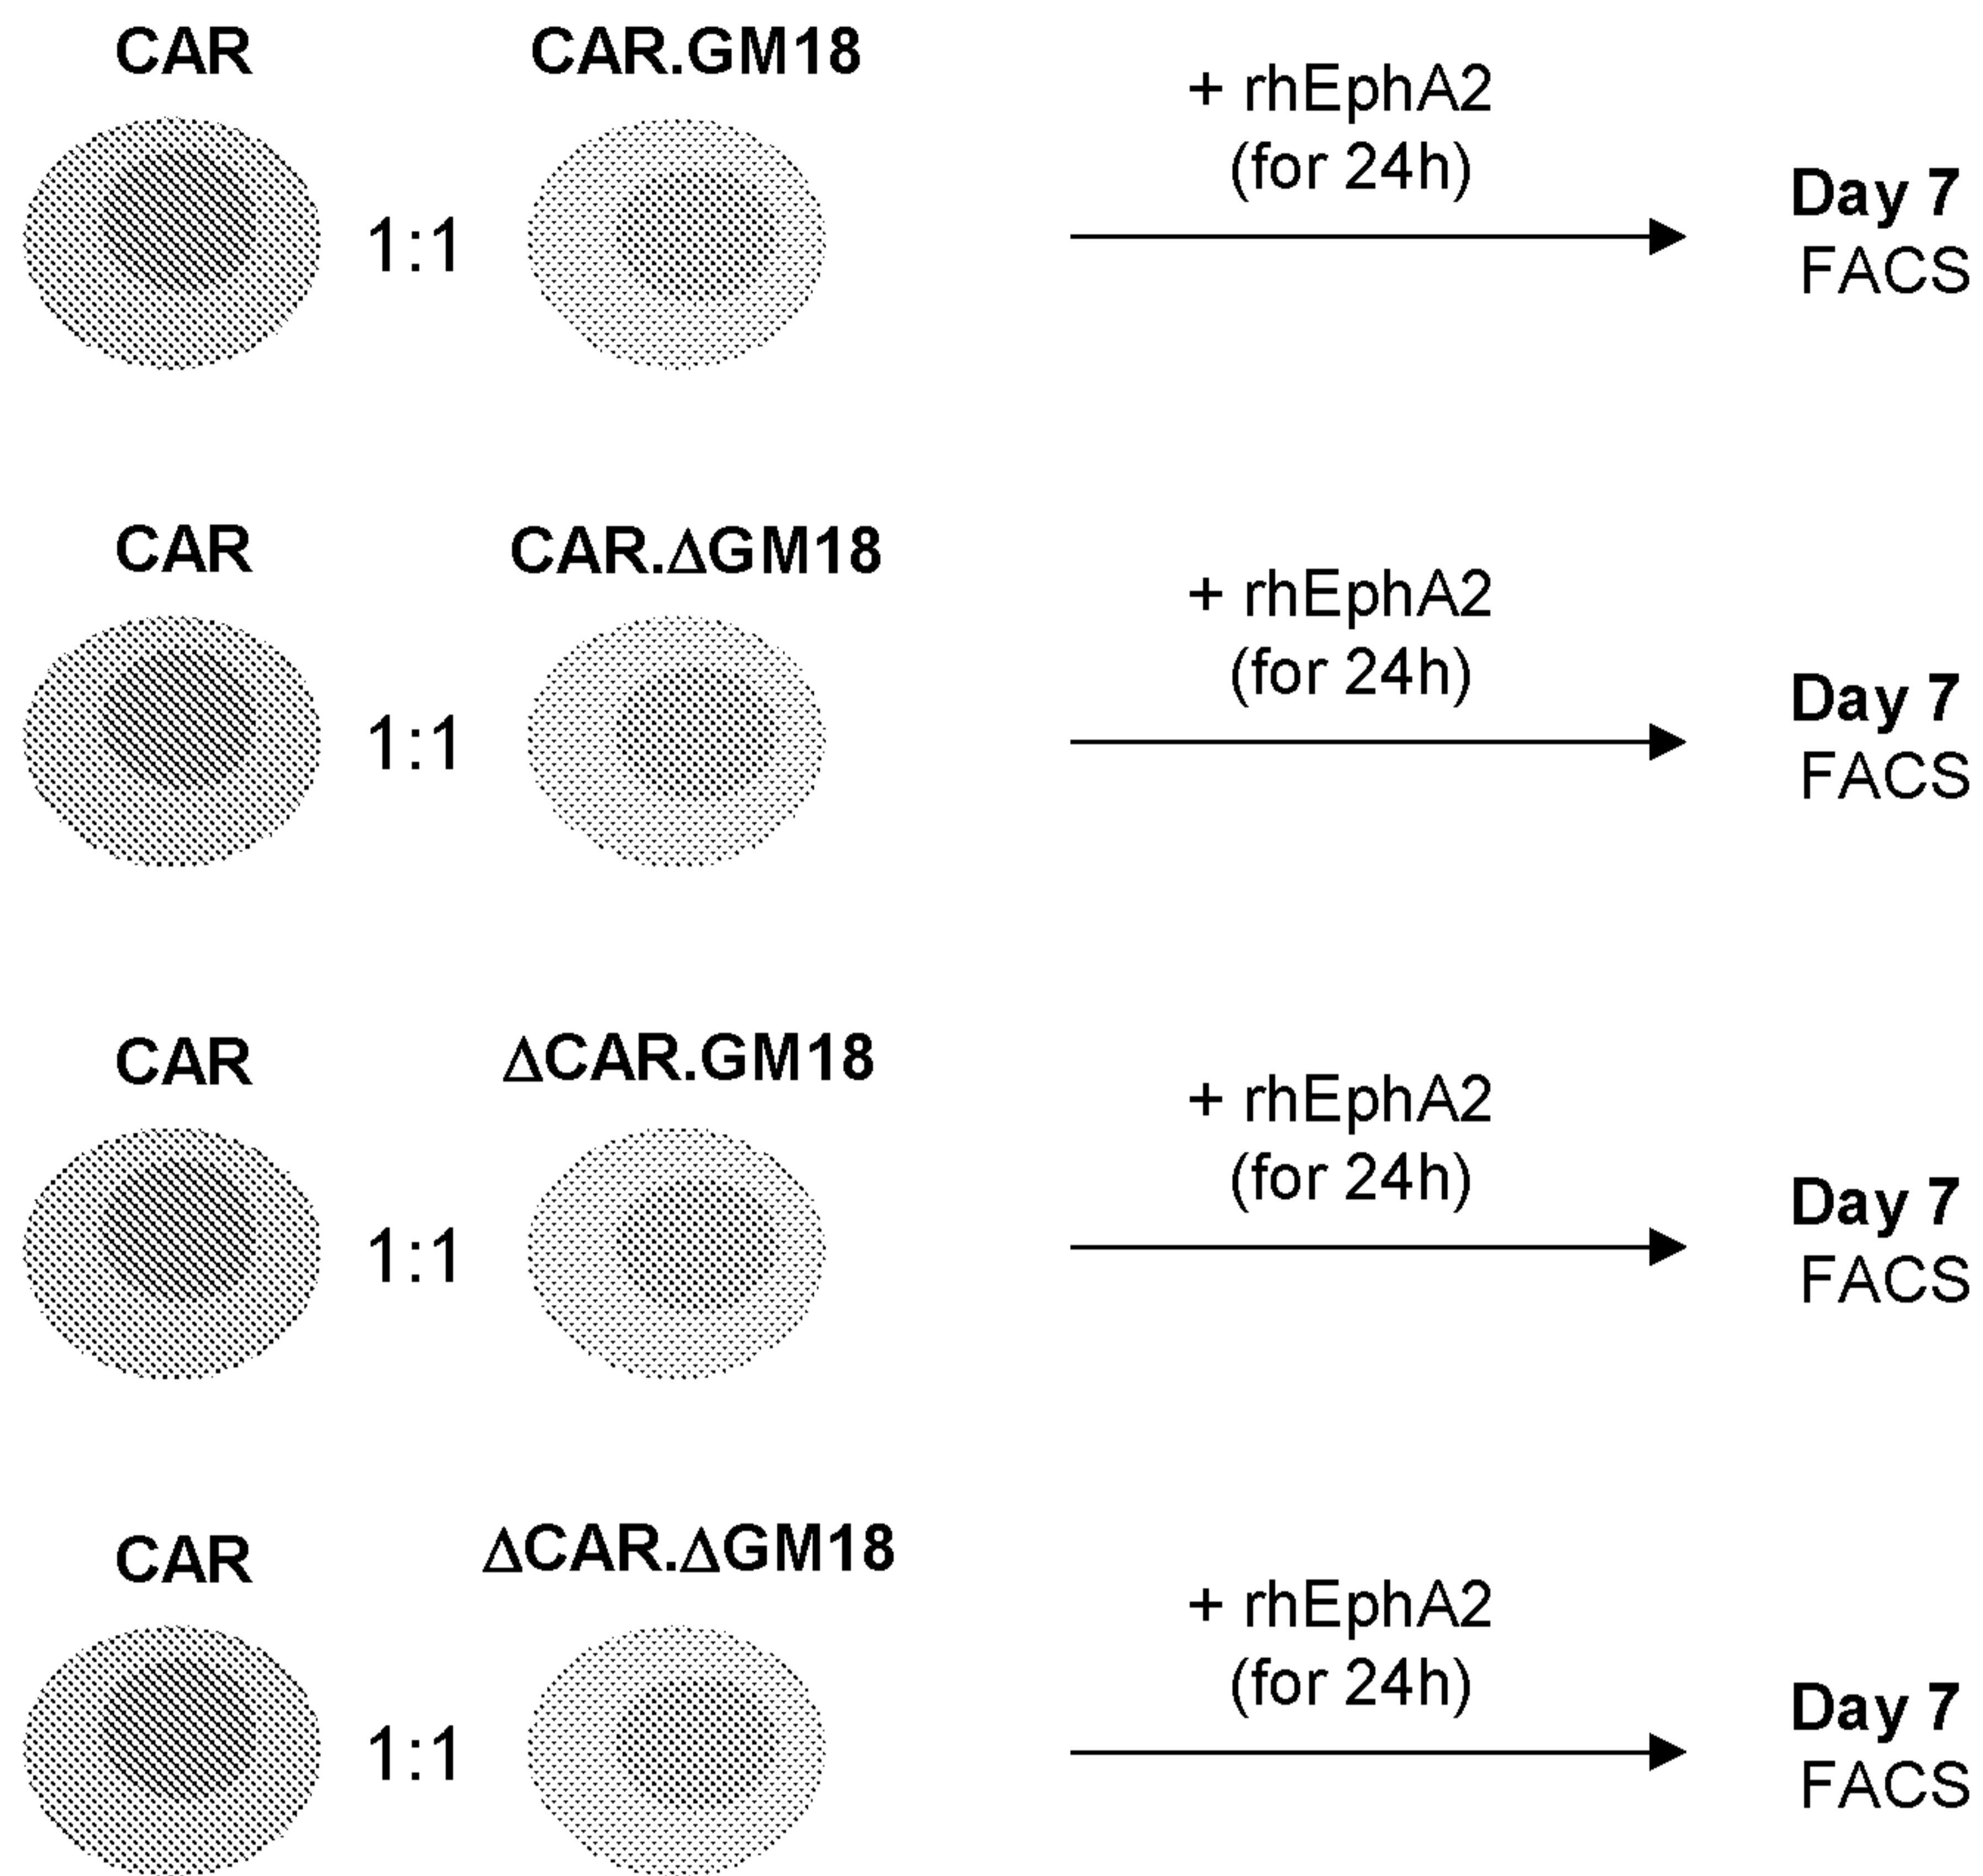 CAR
CAR.GM18
1:1
+ rhEphA2
(for 24h)
Day 7
FACS
CAR
CAR.ΔGM18
1:1
+ rhEphA2
(for 24h)
Day 7
FACS
CAR
ΔCAR.GM18
1:1
+ rhEphA2
(for 24h)
Day 7
FACS
CAR
ΔCAR.ΔGM18
1:1
+ rhEphA2
(for 24h)
Day 7
FACS